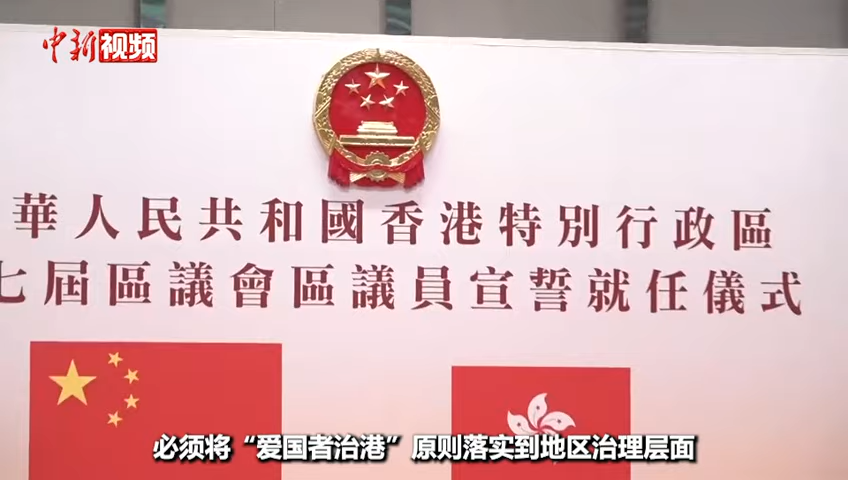 中新视频
華人民共和國香港特別行政區
七屆區議會區議員宣誓就任儀式
必须将“爱国者治港”原则落实到地区治理层面